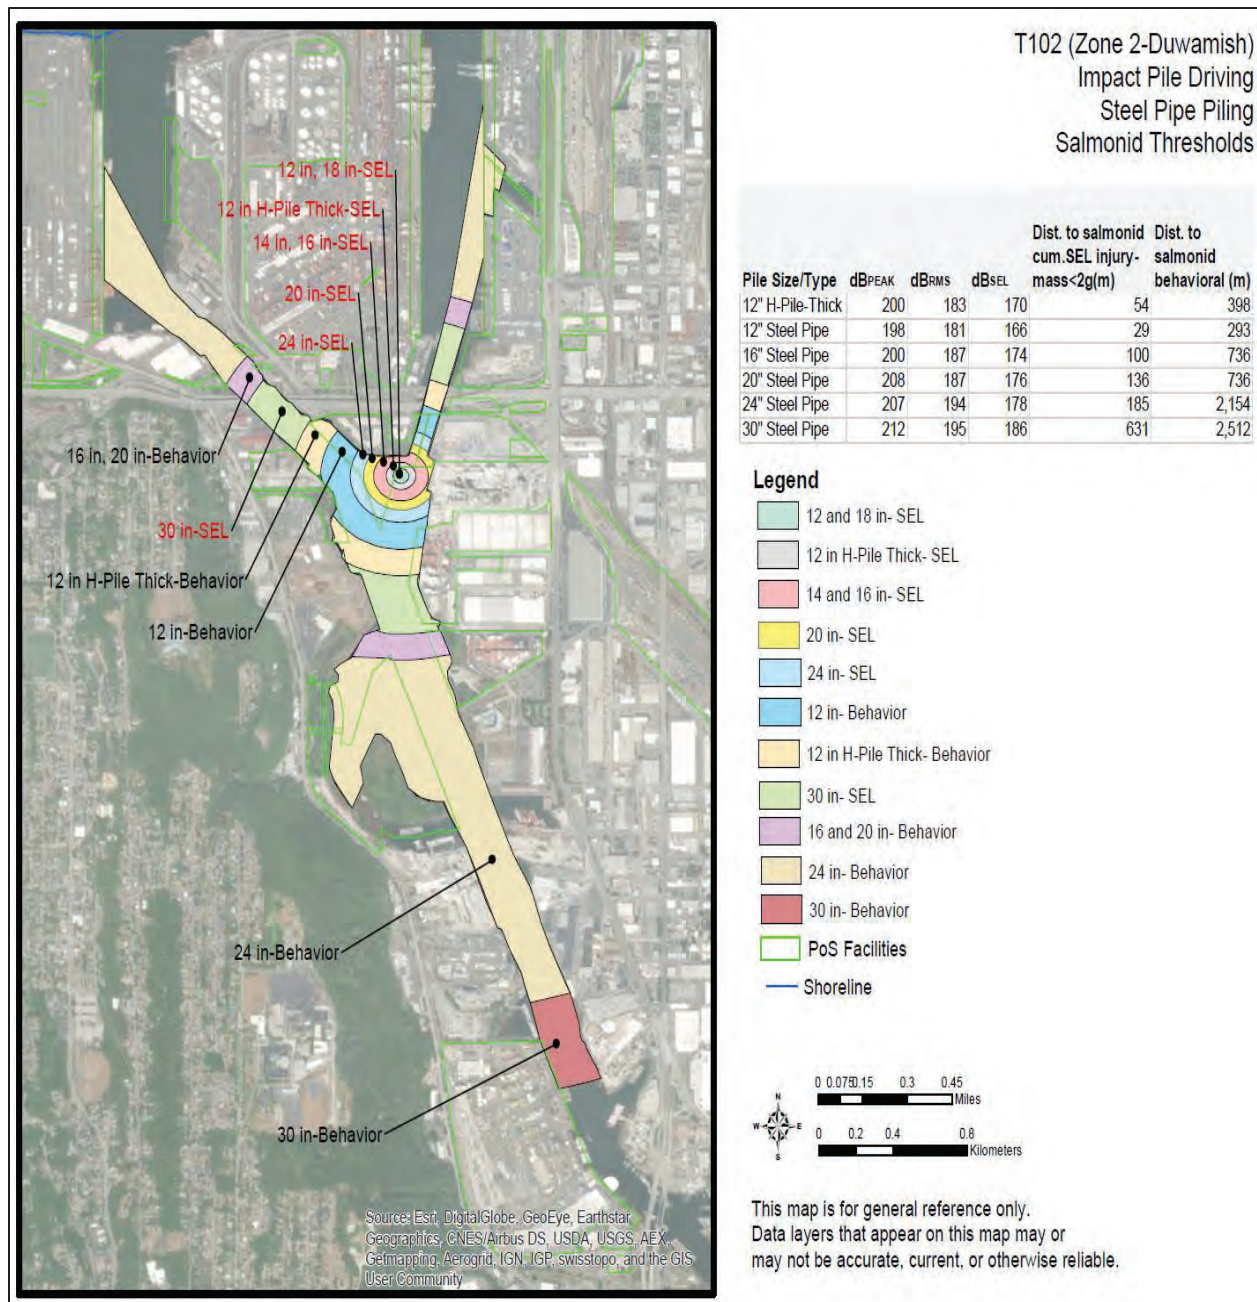 T102 (Zone 2-Duwamish)
Impact Pile Driving
Steel Pipe Piling
Salmonid Thresholds
12 in, 18 in-SEL
12 in H-Pile Thick-SEL
14 in, 16 in-SEL
20 in-SEL
24 in-SEL
16 in, 20 in-Behavior
30 in-SEL
12 in H-Pile Thick-Behavior
12 in-Behavior
24 in-Behavior
30 in-Behavior
Source: Esri, DigitalGlobe, GeoEye, Earthstar
Geographics, CNES/Airbus DS, USDA, USGS, AEX,
Getmapping, Aerogrid, IGN, IGP, swisstopo, and the GIS
User Community
Dist. to salmonid Dist. to
cum.SEL injury- salmonid
Pile Size/Type dBPEAK dBRMS dBSEL mass<2g(m) behavioral (m)
12" H-Pile-Thick 200 183 170 54 398
12" Steel Pipe 198 181 166 29 293
16" Steel Pipe 200 187 174 100 736
20" Steel Pipe 208 187 176 136 736
24" Steel Pipe 207 194 178 185 2,154
30" Steel Pipe 212 195 186 631 2,512
Legend
12 and 18 in- SEL
12 in H-Pile Thick- SEL
14 and 16 in- SEL
20 in- SEL
24 in- SEL
12 in- Behavior
12 in H-Pile Thick- Behavior
30 in- SEL
16 and 20 in- Behavior
24 in- Behavior
30 in- Behavior
PoS Facilities
Shoreline
N
W E
S
0 0.075 0.15 0.3 0.45
Miles
0 0.2 0.4 0.8
Kilometers
This map is for general reference only.
Data layers that appear on this map may or
may not be accurate, current, or otherwise reliable.